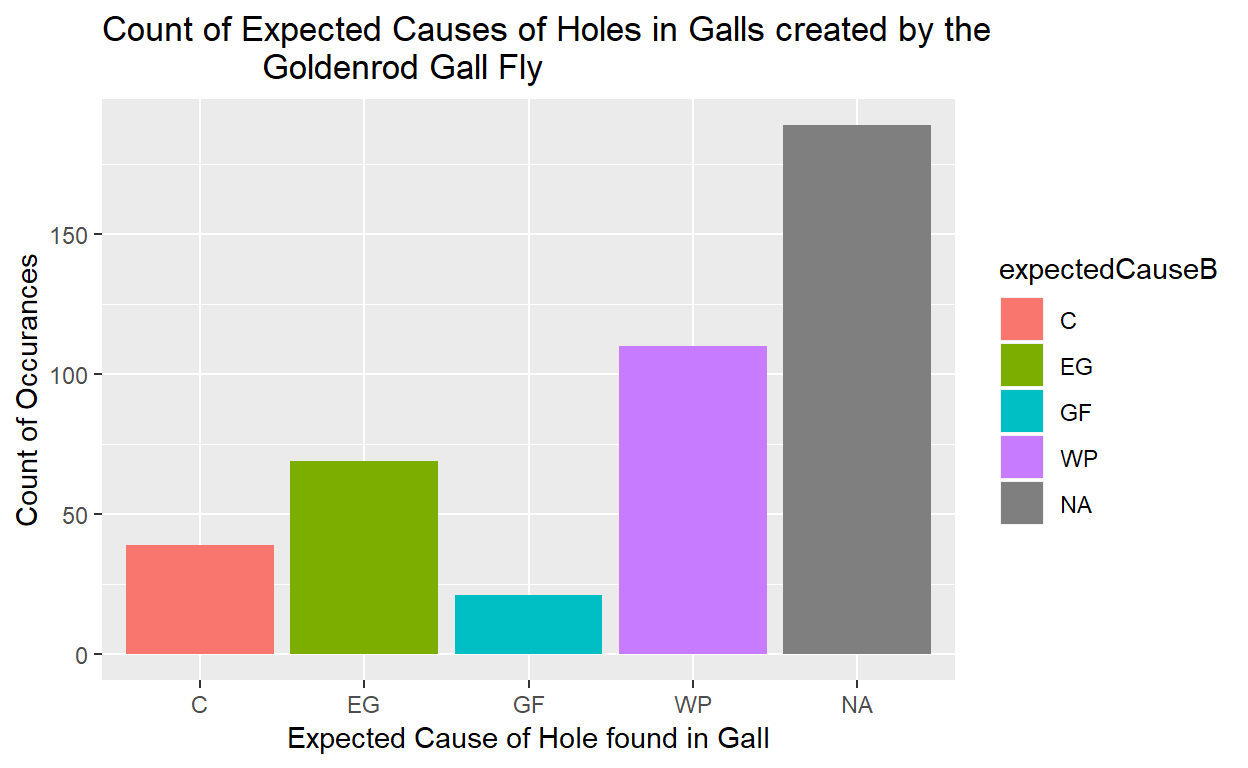 Count of Expected Causes of Holes in Galls created by the
Goldenrod Gall Fly
Count of Occurances
150
100
50
0
C EG GF WP NA
Expected Cause of Hole found in Gall
expectedCauseB
C
EG
GF
WP
NA